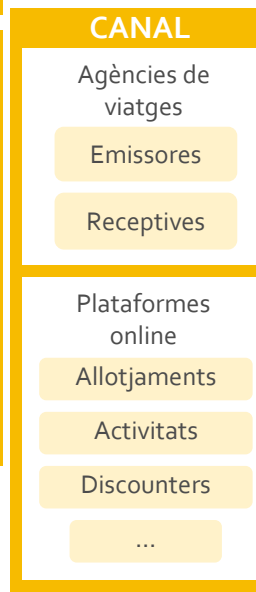 CANAL
Agències de
viatges
Emissores
Receptives
Plataformes
online
Allotjaments
Activitats
Discounters
...